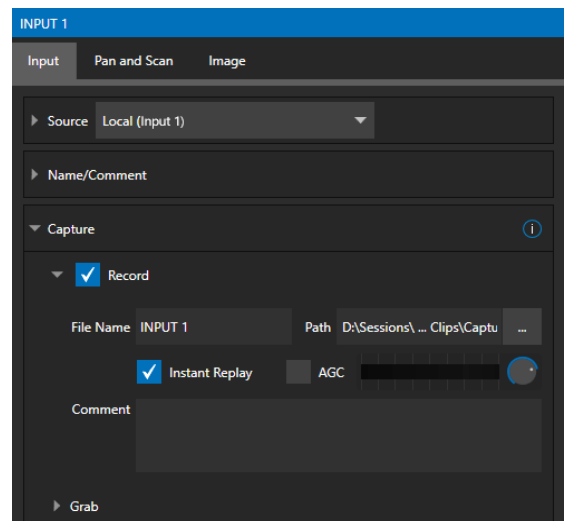 INPUT 1
Input Pan and Scan Image
Source Local (Input 1)
Name/Comment
Capture i
Record
File Name INPUT 1 Path D:\Sessions\ ... Clips\Captu ...
Instant Replay AGC
Comment
Grab